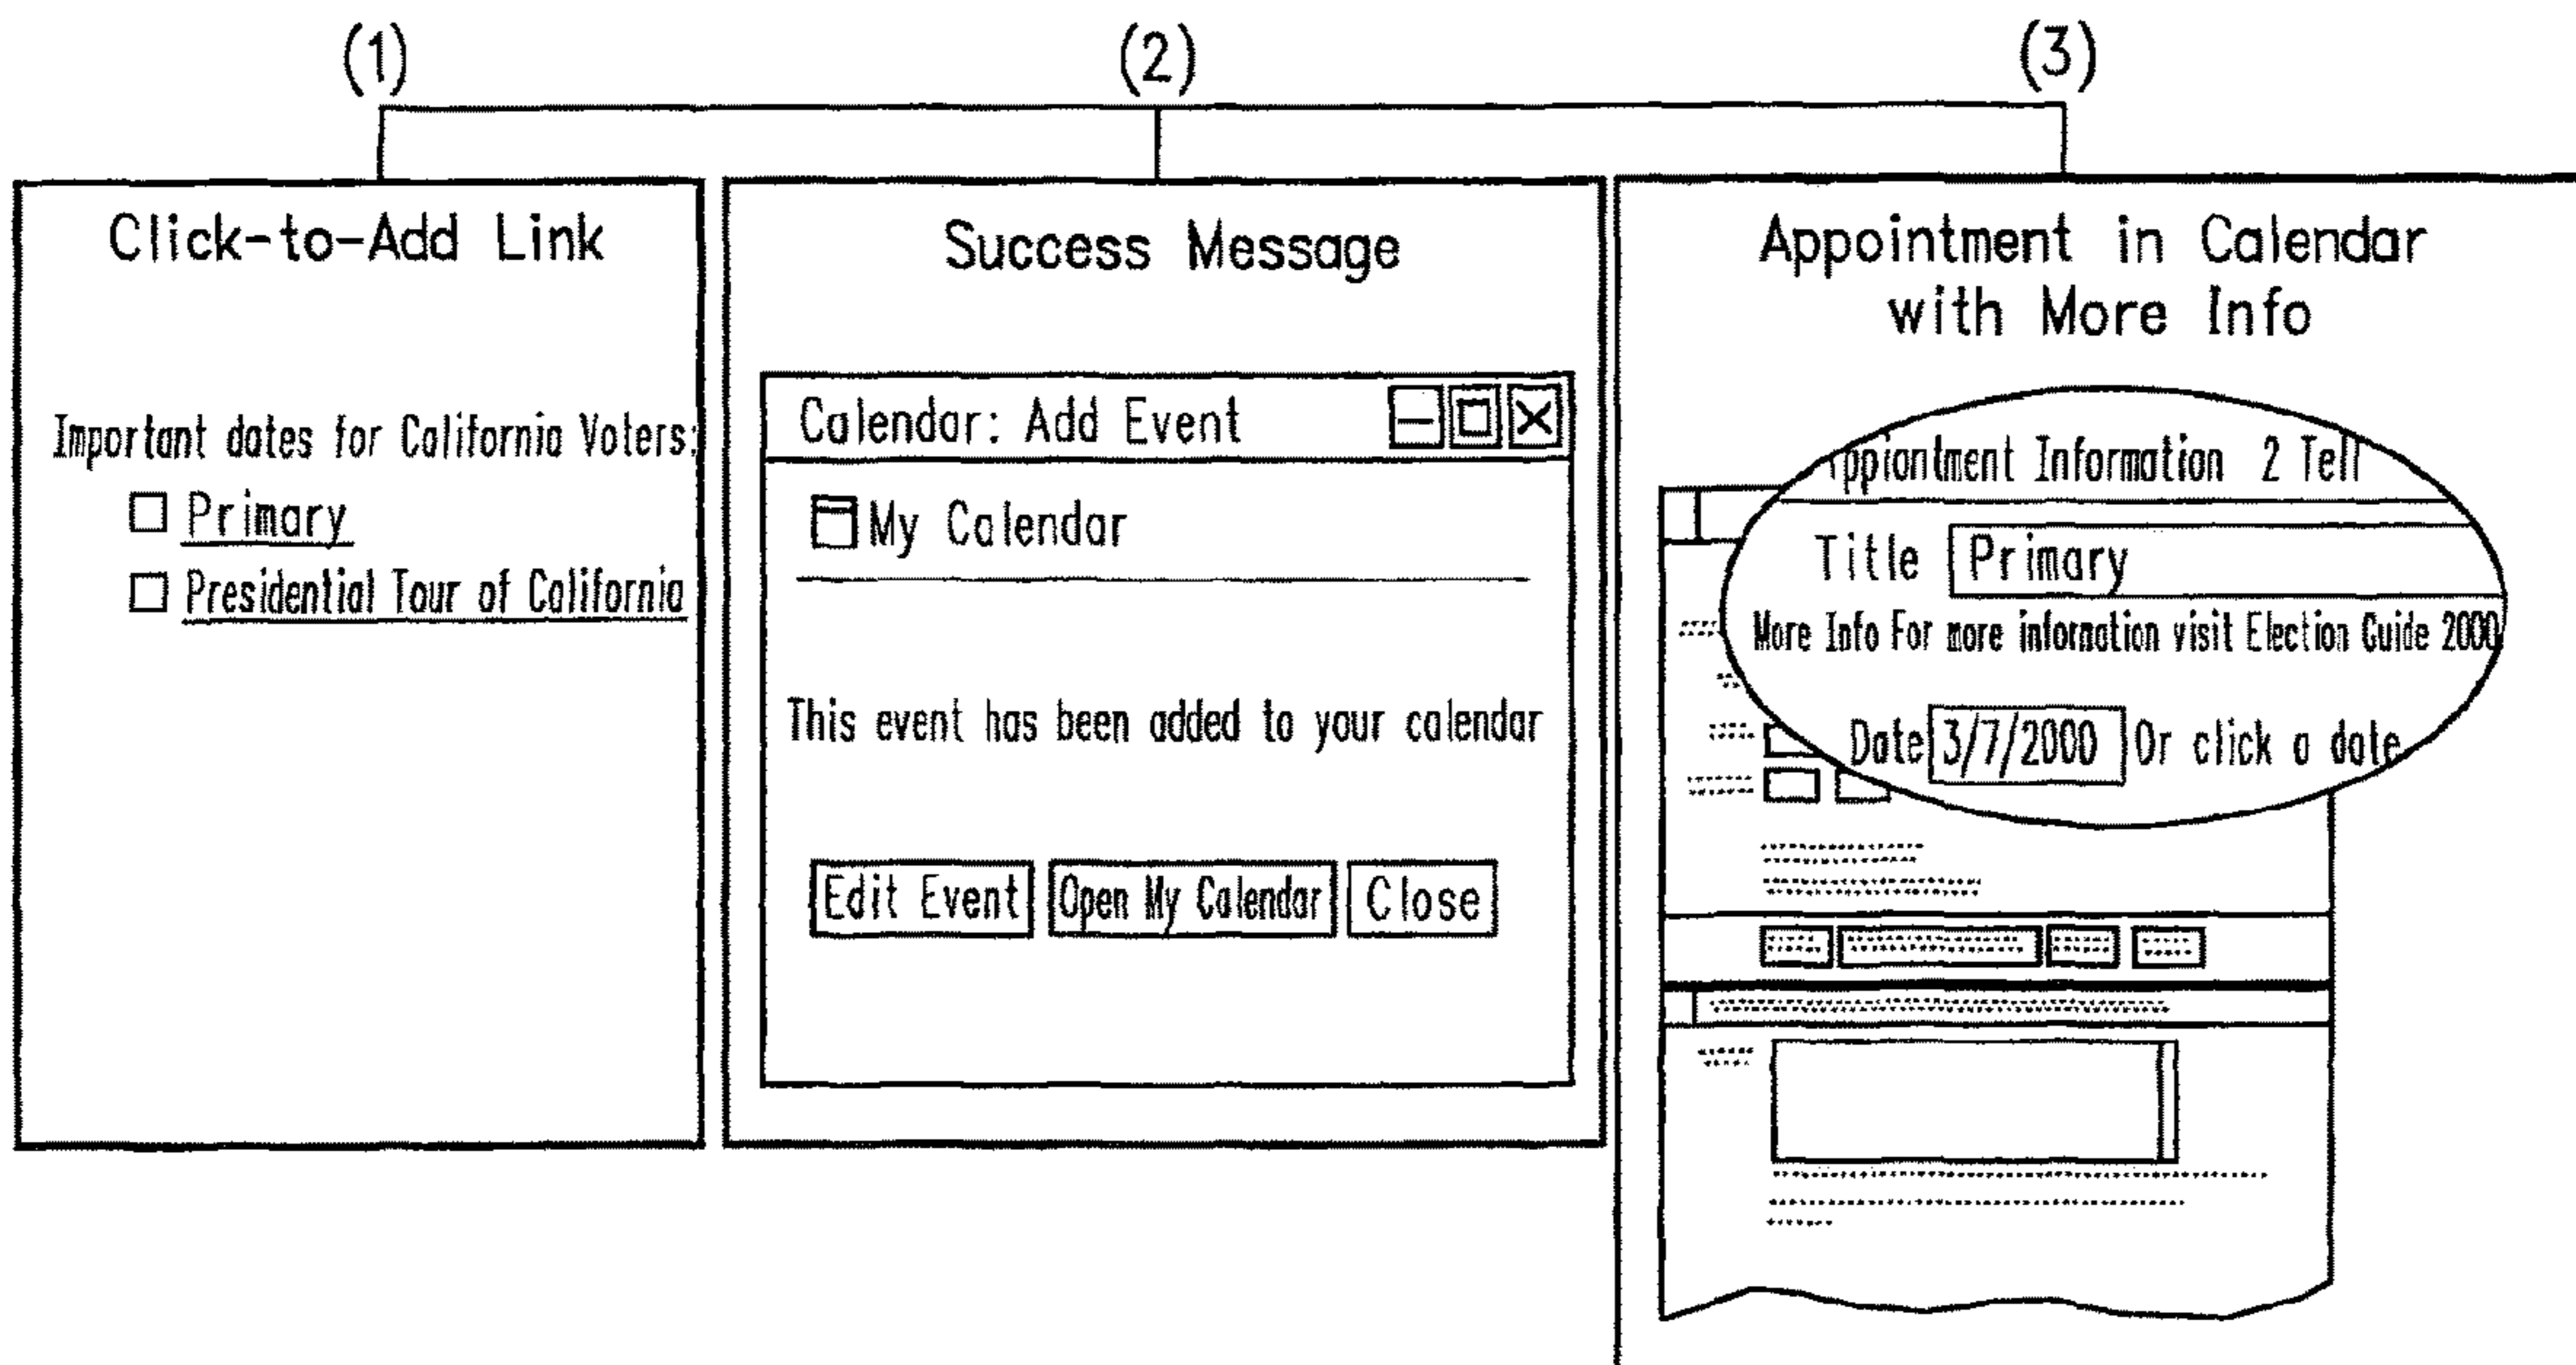 (1)
(2)
(3)
Click-to-Add Link
Important dates for California Voters:
Primary
Presidential Tour of California
Success Message
Calendar: Add Event
My Calendar
This event has been added to your calendar
Edit Event Open My Calendar Close
Appointment in Calendar
with More Info
ppiontment Information 2 Tell
Title Primary
More Info For more information visit Election Guide 2000
Date 3/7/2000 Or click a date